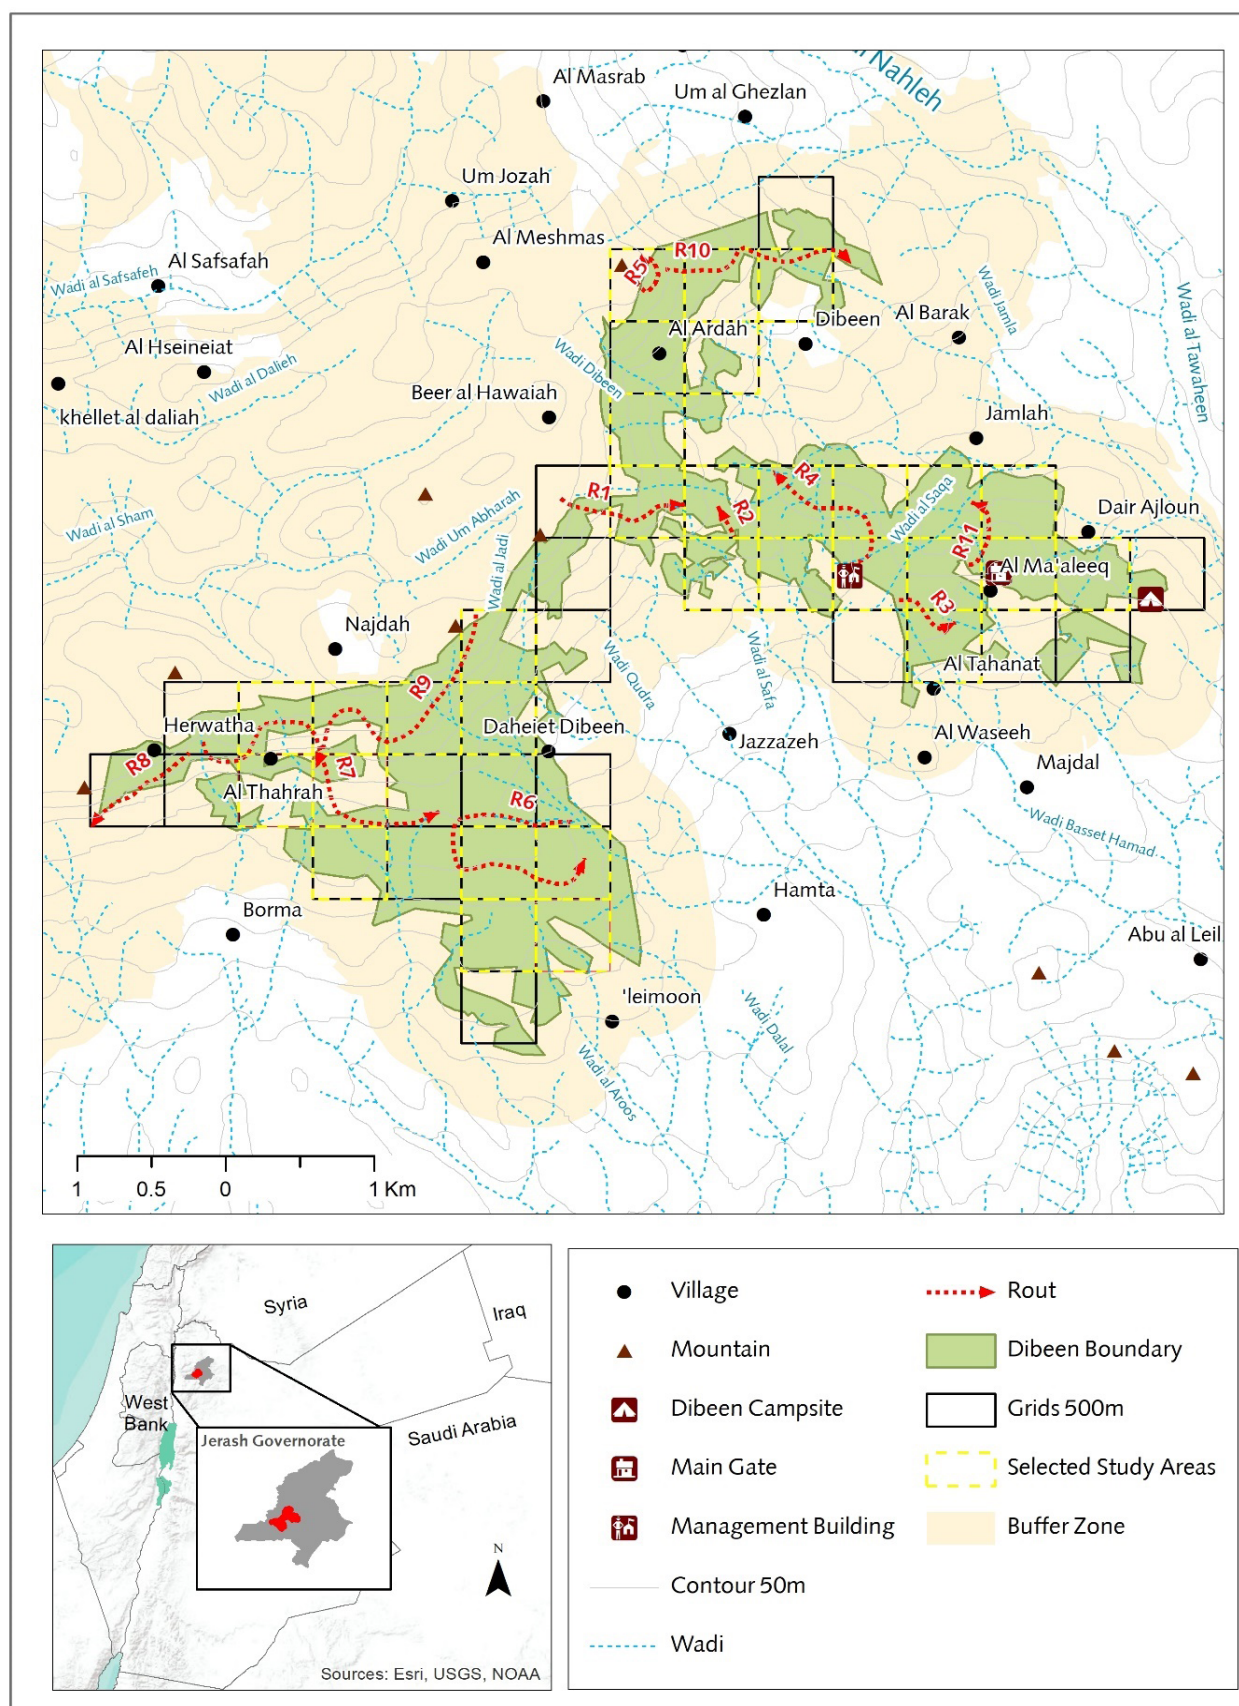 Al Nahleh
Al Masrab
Um al Ghezlan
Um Jozah
Al Meshmas
Al Safsafah
Wadi al Safsafeh
R10
R5
Wadi Jamla
Wadi al Tawaheen
Al Hseineiat
Wadi al Dalieh
Wadi Dibeen
Al Ardah
Dibeen
Al Barak
khellet al daliah
Beer al Hawaiah
Jamlah
Wadi al Sham
Wadi Um Abharah
Wadi al Jadi
R1
R2
R4
Wadi al Saqa
R11
Dair Ajloun
Al Ma'aleeq
R3
Najdah
R9
Wadi Qudra
Wadi al Safa
Al Tahanat
Herwatha
Daheiet Dibeen
Jazzazeh
Al Waseeh
R8
R7
Al Thahrah
R6
Majdal
Wadi Basset Hamad
Borma
Hamta
Abu al Leil
'leimoon
Wadi Dalal
Wadi al Aroos
1 0.5 0 1 Km
Syria
Iraq
West
Bank
Saudi Arabia
Jerash Governorate
N
Sources: Esri, USGS, NOAA
Village
Mountain
Dibeen Campsite
Main Gate
Management Building
Contour 50m
Wadi
Rout
Dibeen Boundary
Grids 500m
Selected Study Areas
Buffer Zone